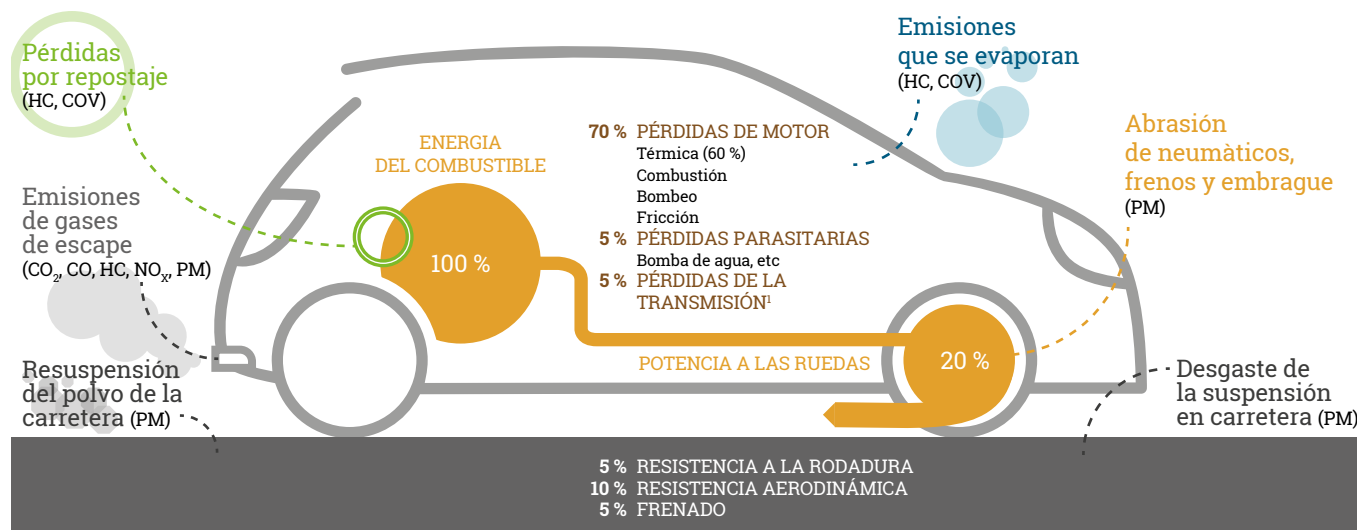 Pérdidas
por repostaje
(HC, COV)
Emisiones
de gases
de escape
(CO₂, CO, HC, NOₓ, PM)
Resuspensión
del polvo de la
carretera (PM)
ENERGIA
DEL COMBUSTIBLE
100 %
70 % PÉRDIDAS DE MOTOR
Térmica (60 %)
Combustión
Bombeo
Fricción
5 % PÉRDIDAS PARASITARIAS
Bomba de agua, etc
5 % PÉRDIDAS DE LA
TRANSMISIÓN¹
POTENCIA A LAS RUEDAS
20 %
Emisiones
que se evaporan
(HC, COV)
Abrasión
de neumàticos,
frenos y embrague
(PM)
Desgaste de
la suspensión
en carretera (PM)
5 % RESISTENCIA A LA RODADURA
10 % RESISTENCIA AERODINÁMICA
5 % FRENADO